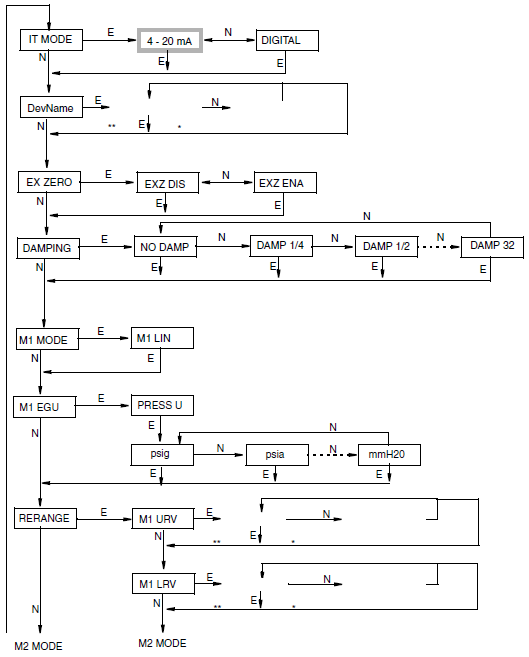 E N
IT MODE 4 - 20 mA DIGITAL
N E E
E N
DevName
N ** E *
E N
EX ZERO EXZ DIS EXZ ENA
N E E
N
E N N N
DAMPING NO DAMP DAMP 1/4 DAMP 1/2 DAMP 32
N E E E E
E
M1 MODE M1 LIN
N E
E
M1 EGU PRESS U
N E N
N N
psig psia mmH20
E E E
E E N
RERANGE M1 URV
N E
** *
E N
M1 LRV
N N E
** *
M2 MODE M2 MODE